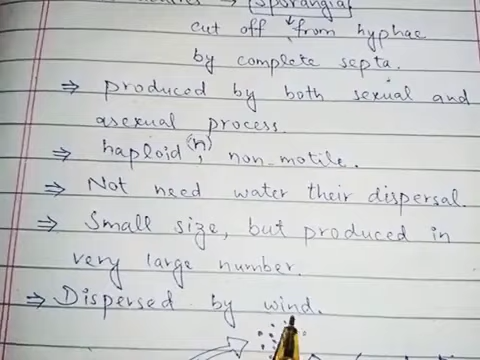 → Sporangia
cut off from hyphae
by complete septa.
⇒ produced by both sexual and
asexual process.
⇒ haploid (n), non-motile.
⇒ Not need water their dispersal.
⇒ Small size, but produced in
very large number.
⇒ Dispersed by wind.